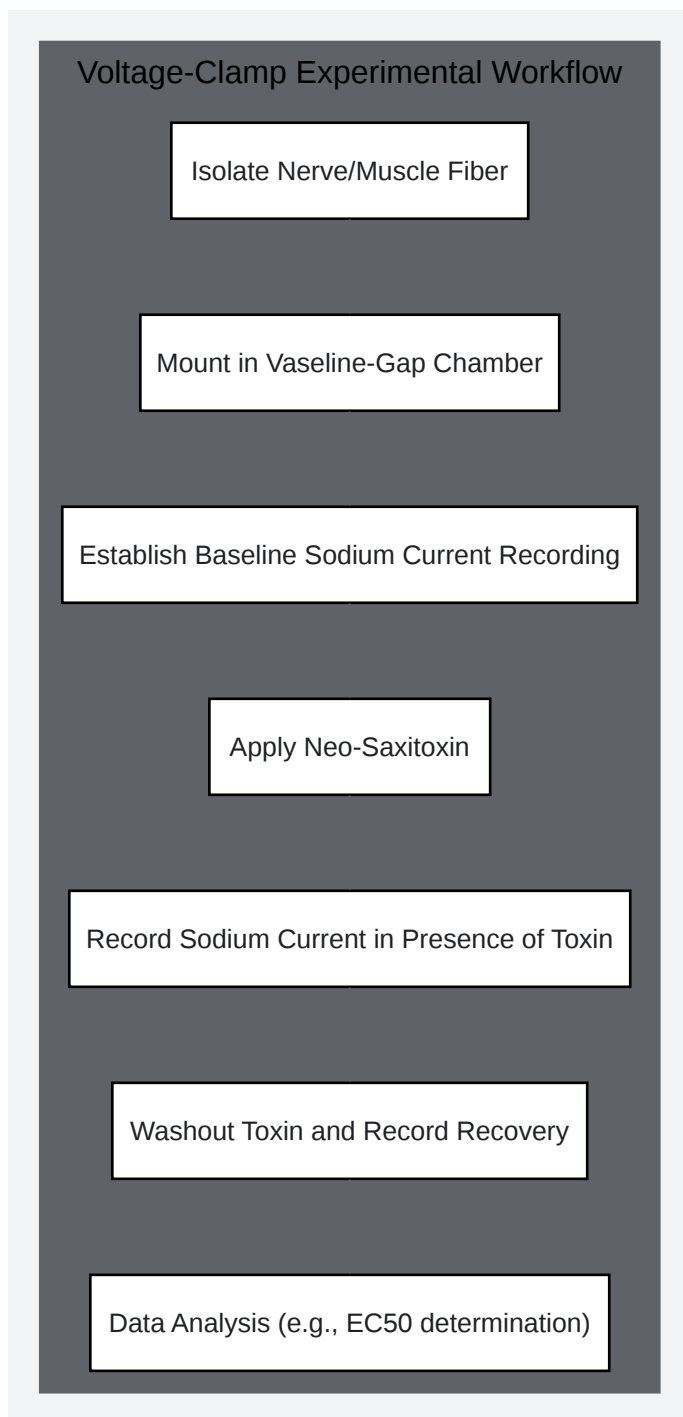 Voltage-Clamp Experimental Workflow
Isolate Nerve/Muscle Fiber
Mount in Vaseline-Gap Chamber
Establish Baseline Sodium Current Recording
Apply Neo-Saxitoxin
Record Sodium Current in Presence of Toxin
Washout Toxin and Record Recovery
Data Analysis (e.g., EC50 determination)